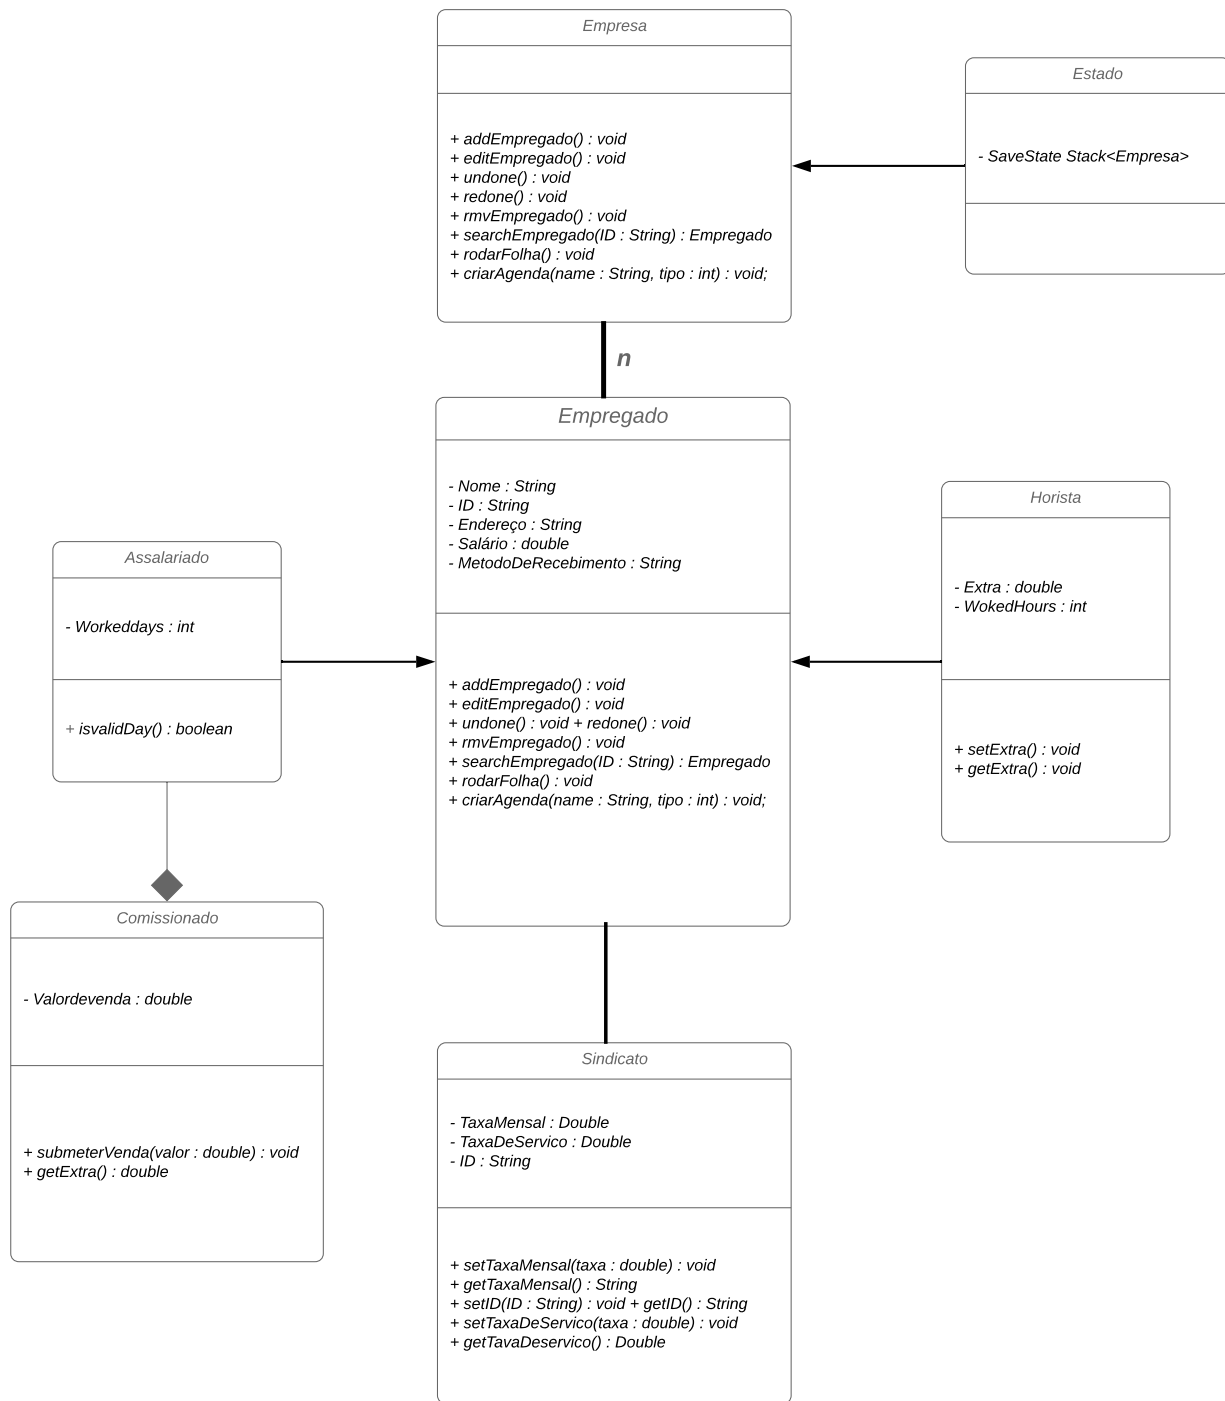 Empresa
+ addEmpregado() : void
+ editEmpregado() : void
+ undone() : void
+ redone() : void
+ rmvEmpregado() : void
+ searchEmpregado(ID : String) : Empregado
+ rodarFolha() : void
+ criarAgenda(name : String, tipo : int) : void;
Estado
- SaveState Stack<Empresa>
n
Empregado
- Nome : String
- ID : String
- Endereço : String
- Salário : double
- MetodoDeRecebimento : String
+ addEmpregado() : void
+ editEmpregado() : void
+ undone() : void + redone() : void
+ rmvEmpregado() : void
+ searchEmpregado(ID : String) : Empregado
+ rodarFolha() : void
+ criarAgenda(name : String, tipo : int) : void;
Horista
- Extra : double
- WokedHours : int
+ setExtra() : void
+ getExtra() : void
Assalariado
- Workeddays : int
+ isvalidDay() : boolean
Comissionado
- Valordevenda : double
+ submeterVenda(valor : double) : void
+ getExtra() : double
Sindicato
- TaxaMensal : Double
- TaxaDeServico : Double
- ID : String
+ setTaxaMensal(taxa : double) : void
+ getTaxaMensal() : String
+ setID(ID : String) : void + getID() : String
+ setTaxaDeServico(taxa : double) : void
+ getTavaDeservico() : Double